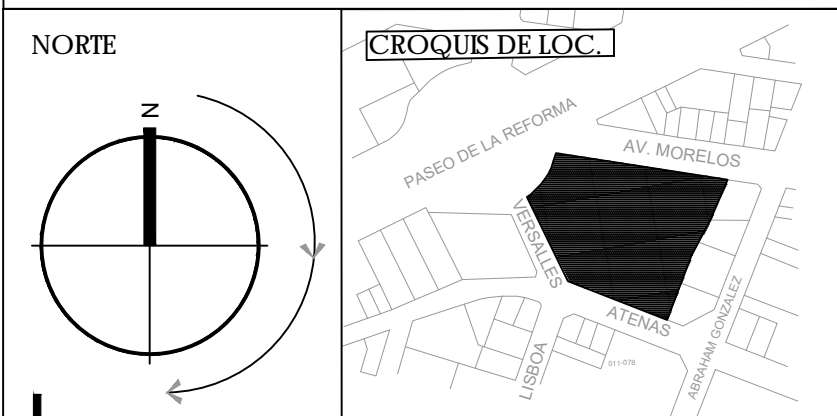 NORTE
CROQUIS DE LOC.
N
PASEO DE LA REFORMA
AV. MORELOS
VERSALLES
ATENAS
ABRAHAM GONZALEZ
LISBOA
011-078